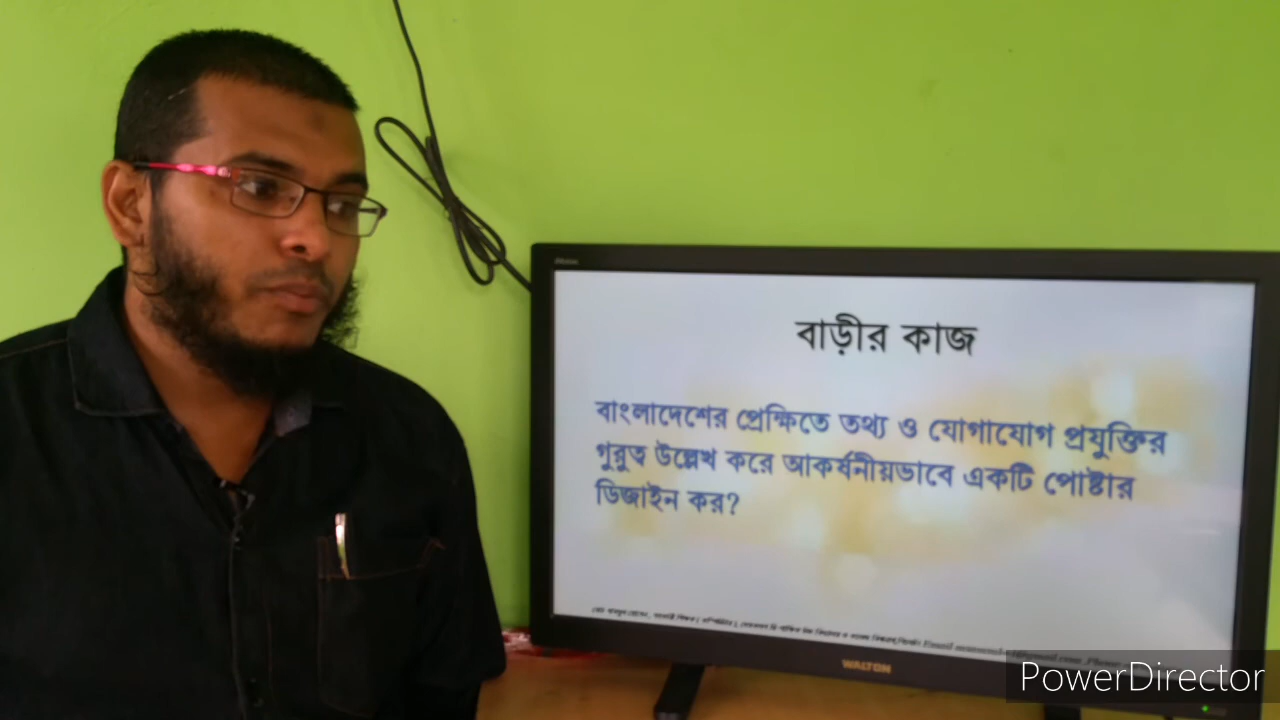 বাড়ীর কাজ
বাংলাদেশের প্রেক্ষিতে তথ্য ও যোগাযোগ প্রযুক্তির
গুরুত্ব উল্লেখ করে আকর্ষনীয়ভাবে একটি পোষ্টার
ডিজাইন কর?
WALTON
PowerDirector